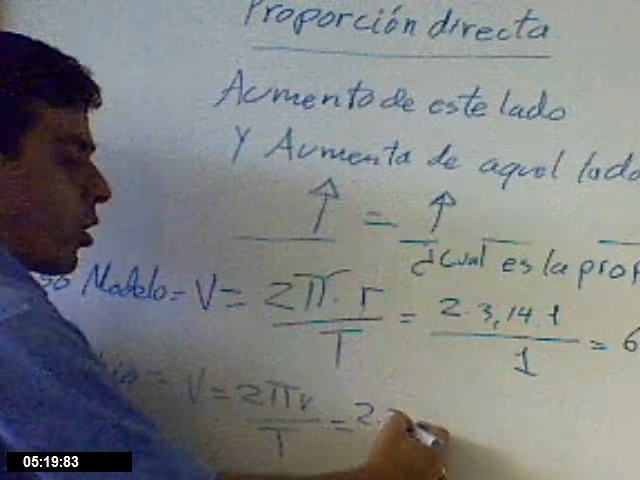 Proporción directa
Aumento de este lado
Y Aumenta de aquel lado
↑ = ↑
¿Cual es la prop
Modelo = V = 2π·r / T = 2·3,14·1 / 1 = 6
= V = 2πr / T = 2·
05:19:83